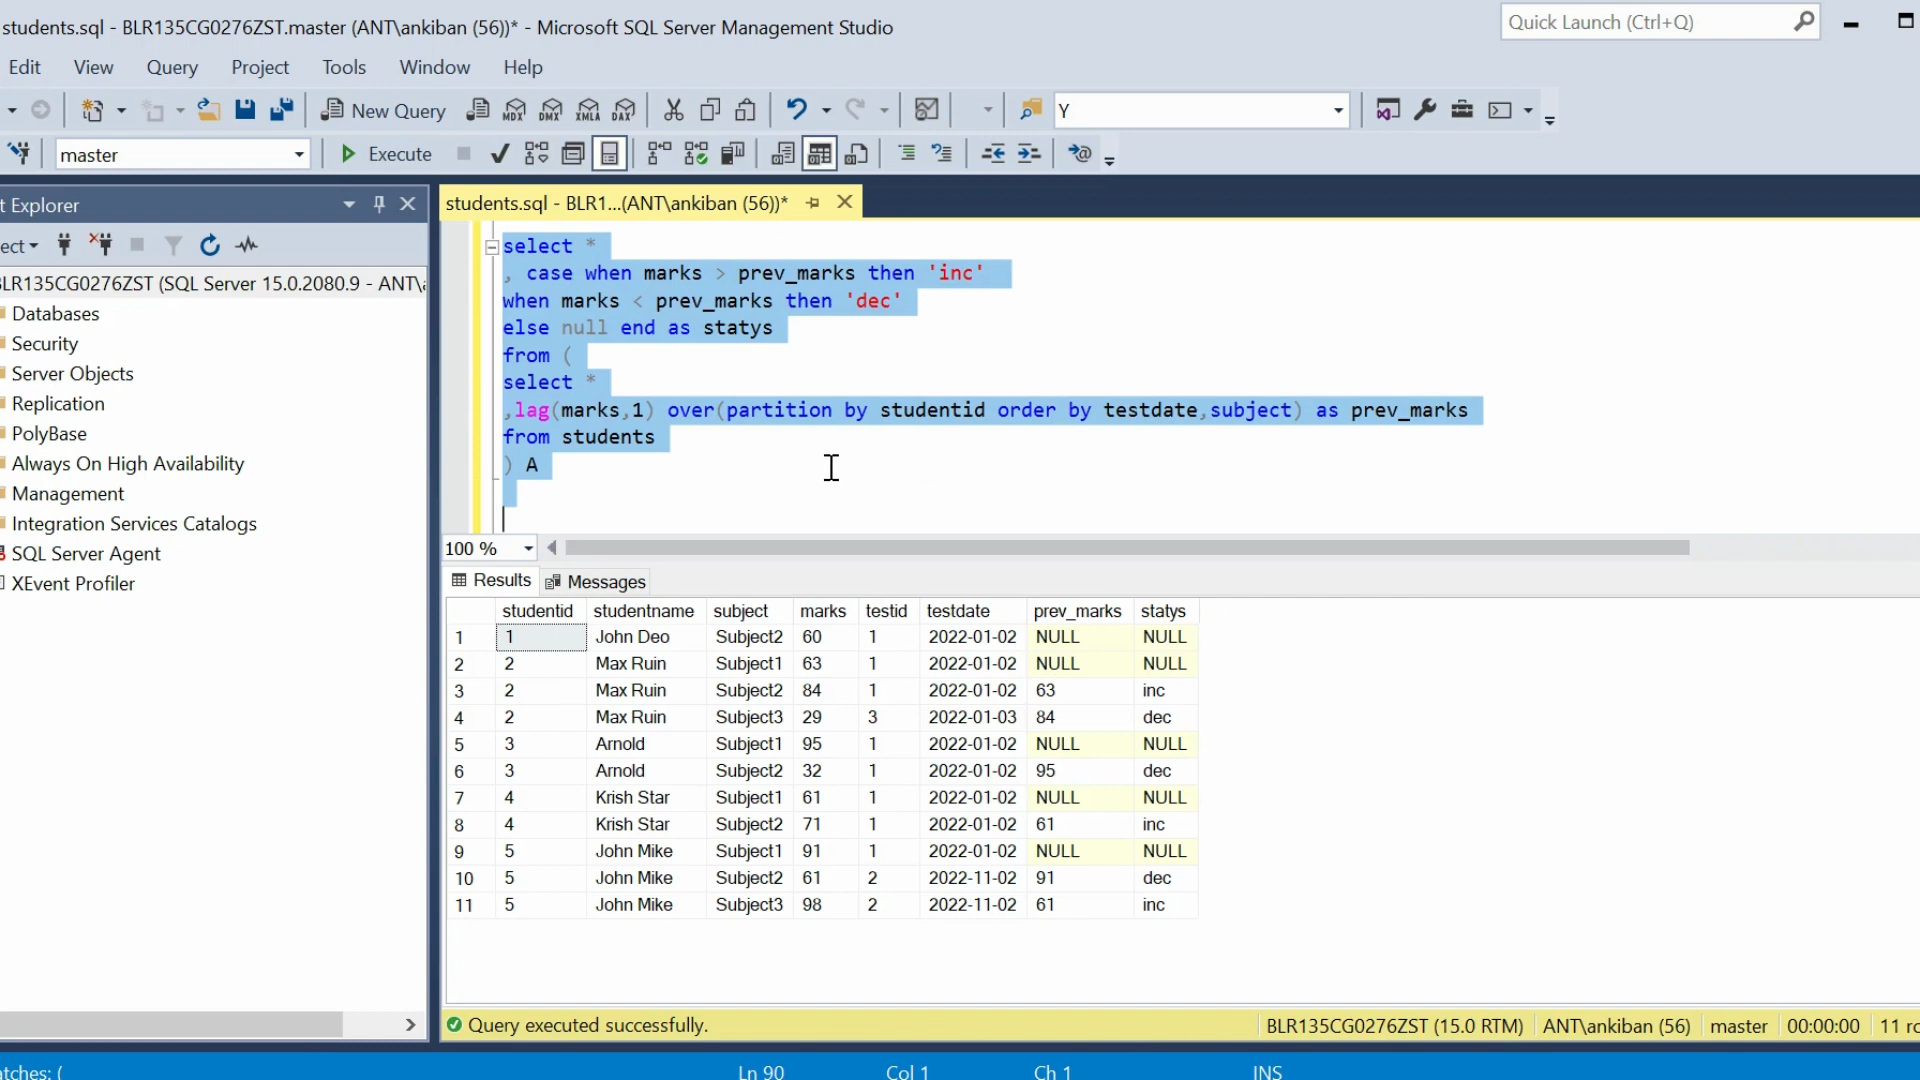 students.sql - BLR135CG0276ZST.master (ANT\ankiban (56))* - Microsoft SQL Server Management Studio
Quick Launch (Ctrl+Q)
Edit View Query Project Tools Window Help
New Query MDX DMX XMLA DAX Y
master Execute
t Explorer
students.sql - BLR1...(ANT\ankiban (56))*
ect
BLR135CG0276ZST (SQL Server 15.0.2080.9 - ANT\
Databases
Security
Server Objects
Replication
PolyBase
Always On High Availability
Management
Integration Services Catalogs
SQL Server Agent
XEvent Profiler
select *
, case when marks > prev_marks then 'inc'
when marks < prev_marks then 'dec'
else null end as statys
from (
select *
,lag(marks,1) over(partition by studentid order by testdate,subject) as prev_marks
from students
) A
100 %
Results Messages
studentid studentname subject marks testid testdate prev_marks statys
1 1 John Deo Subject2 60 1 2022-01-02 NULL NULL
2 2 Max Ruin Subject1 63 1 2022-01-02 NULL NULL
3 2 Max Ruin Subject2 84 1 2022-01-02 63 inc
4 2 Max Ruin Subject3 29 3 2022-01-03 84 dec
5 3 Arnold Subject1 95 1 2022-01-02 NULL NULL
6 3 Arnold Subject2 32 1 2022-01-02 95 dec
7 4 Krish Star Subject1 61 1 2022-01-02 NULL NULL
8 4 Krish Star Subject2 71 1 2022-01-02 61 inc
9 5 John Mike Subject1 91 1 2022-01-02 NULL NULL
10 5 John Mike Subject2 61 2 2022-11-02 91 dec
11 5 John Mike Subject3 98 2 2022-11-02 61 inc
Query executed successfully.
BLR135CG0276ZST (15.0 RTM) ANT\ankiban (56) master 00:00:00 11 ro
atches: ( Ln 90 Col 1 Ch 1 INS